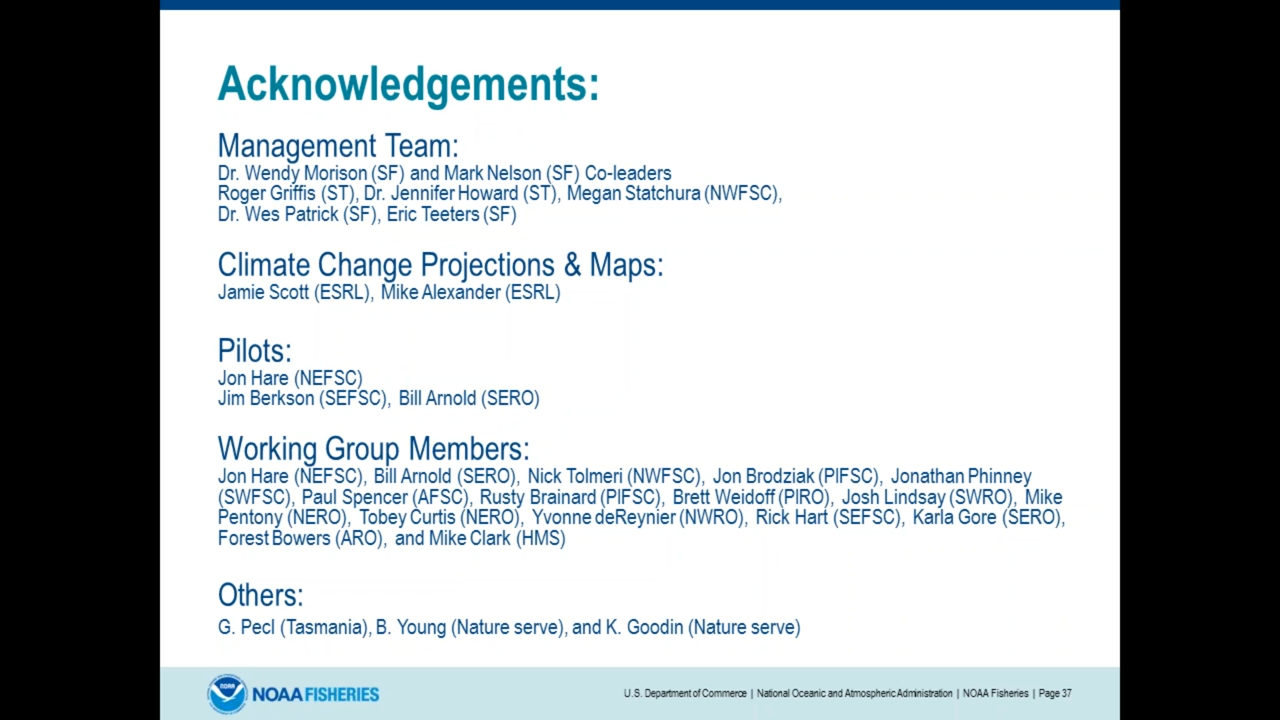 Acknowledgements:
Management Team:
Dr. Wendy Morison (SF) and Mark Nelson (SF) Co-leaders
Roger Griffis (ST), Dr. Jennifer Howard (ST), Megan Statchura (NWFSC),
Dr. Wes Patrick (SF), Eric Teeters (SF)
Climate Change Projections & Maps:
Jamie Scott (ESRL), Mike Alexander (ESRL)
Pilots:
Jon Hare (NEFSC)
Jim Berkson (SEFSC), Bill Arnold (SERO)
Working Group Members:
Jon Hare (NEFSC), Bill Arnold (SERO), Nick Tolmeri (NWFSC), Jon Brodziak (PIFSC), Jonathan Phinney
(SWFSC), Paul Spencer (AFSC), Rusty Brainard (PIFSC), Brett Weidoff (PIRO), Josh Lindsay (SWRO), Mike
Pentony (NERO), Tobey Curtis (NERO), Yvonne deReynier (NWRO), Rick Hart (SEFSC), Karla Gore (SERO),
Forest Bowers (ARO), and Mike Clark (HMS)
Others:
G. Pecl (Tasmania), B. Young (Nature serve), and K. Goodin (Nature serve)
NOAA
NOAA FISHERIES
U.S. Department of Commerce | National Oceanic and Atmospheric Administration | NOAA Fisheries | Page 37